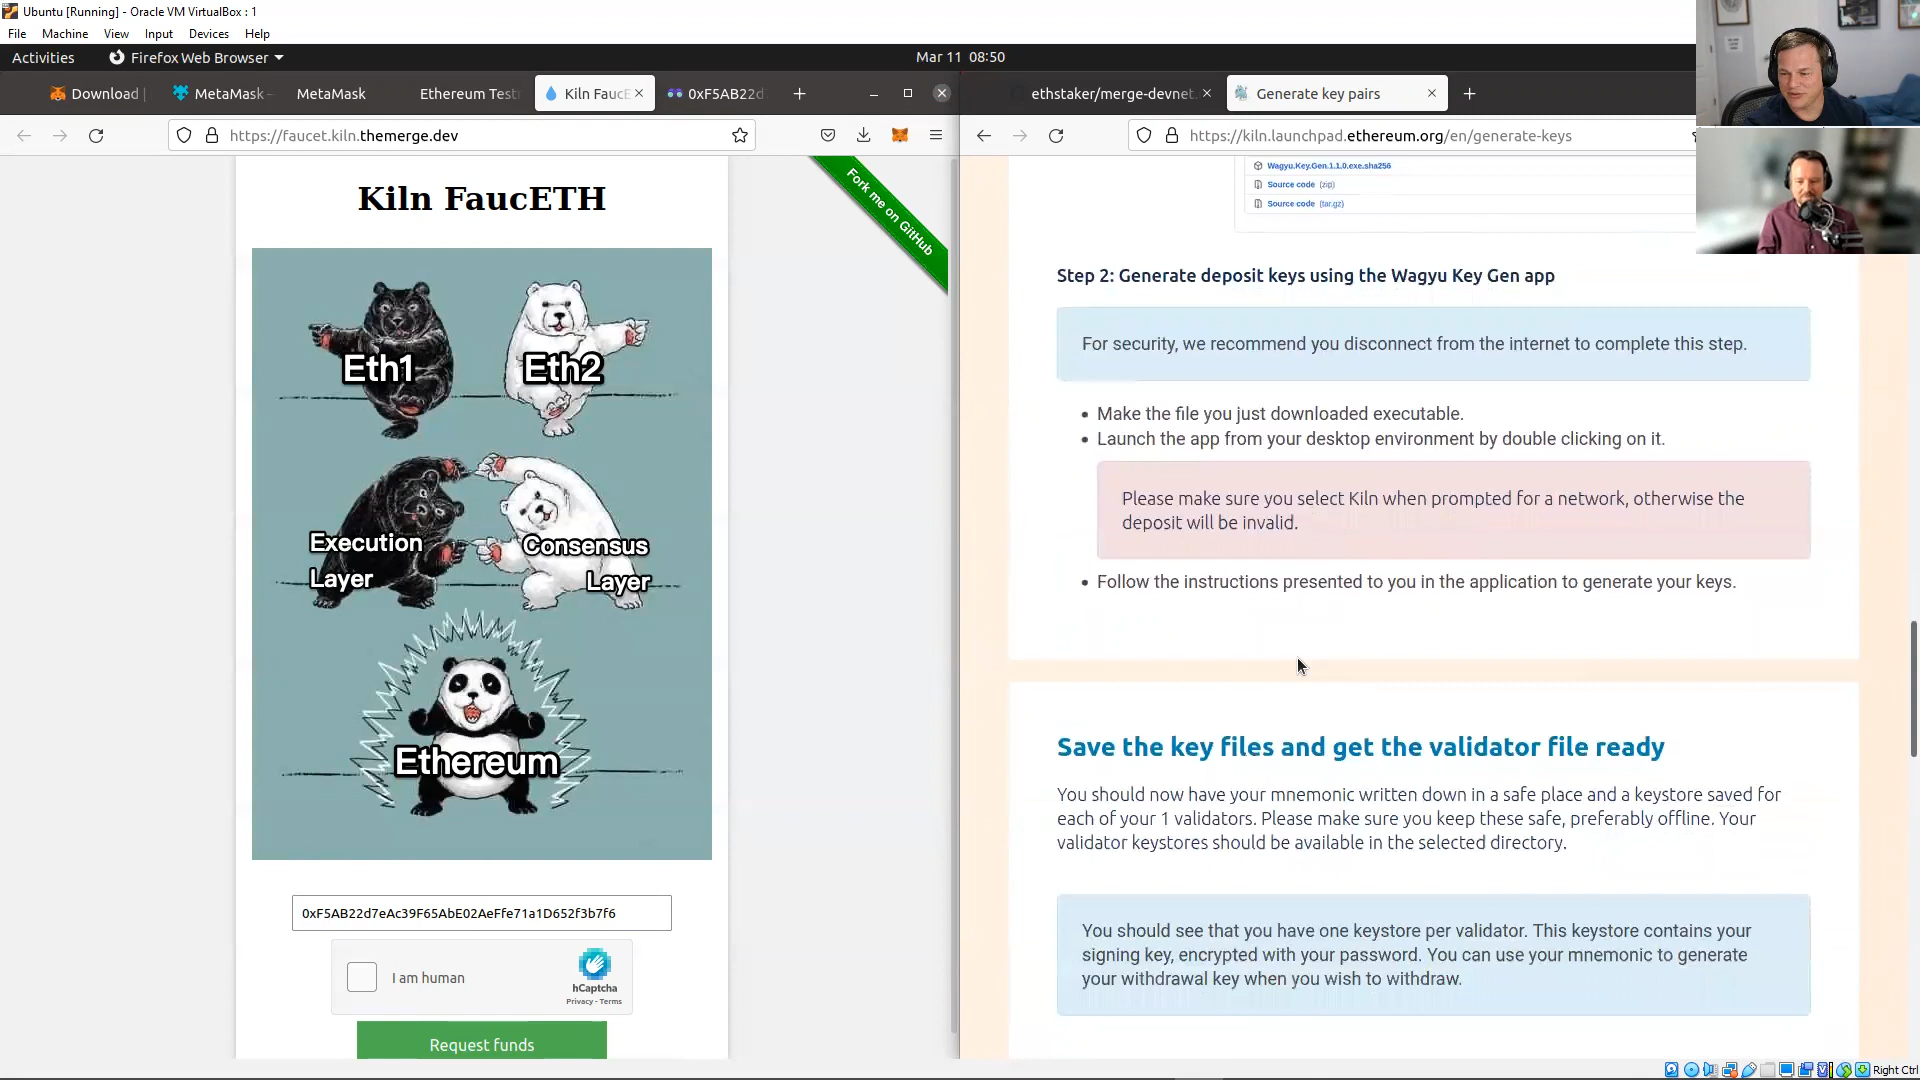 Ubuntu [Running] - Oracle VM VirtualBox : 1
File Machine View Input Devices Help
Activities Firefox Web Browser Mar 11 08:50
Download MetaMask - MetaMask Ethereum Test Kiln FaucE 0xF5AB22d
ethstaker/merge-devnet. Generate key pairs
https://faucet.kiln.themerge.dev
https://kiln.launchpad.ethereum.org/en/generate-keys
Kiln FaucETH
Fork me on GitHub
Eth1 Eth2
Execution Layer
Consensus Layer
Ethereum
0xF5AB22d7eAc39F65AbE02AeFfe71a1D652f3b7f6
I am human
hCaptcha
Privacy - Terms
Request funds
Wagyu.Key.Gen.1.1.0.exe.sha256
Source code (zip)
Source code (tar.gz)
Step 2: Generate deposit keys using the Wagyu Key Gen app
For security, we recommend you disconnect from the internet to complete this step.
• Make the file you just downloaded executable.
• Launch the app from your desktop environment by double clicking on it.
Please make sure you select Kiln when prompted for a network, otherwise the
deposit will be invalid.
• Follow the instructions presented to you in the application to generate your keys.
Save the key files and get the validator file ready
You should now have your mnemonic written down in a safe place and a keystore saved for
each of your 1 validators. Please make sure you keep these safe, preferably offline. Your
validator keystores should be available in the selected directory.
You should see that you have one keystore per validator. This keystore contains your
signing key, encrypted with your password. You can use your mnemonic to generate
your withdrawal key when you wish to withdraw.
Right Ctrl